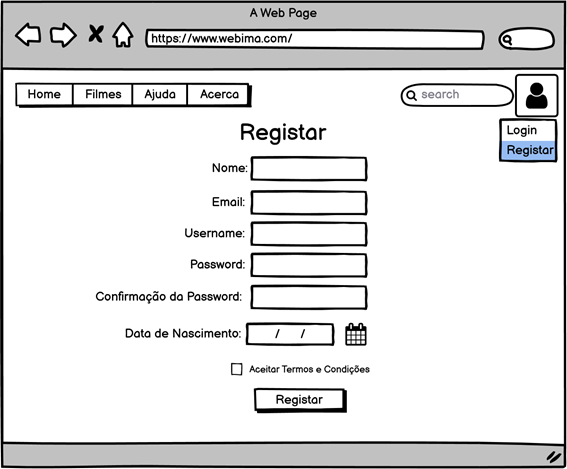 A Web Page
https://www.webima.com/
Home Filmes Ajuda Acerca
search
Login
Registar
Registar
Nome:
Email:
Username:
Password:
Confirmação da Password:
Data de Nascimento: / /
Aceitar Termos e Condições
Registar